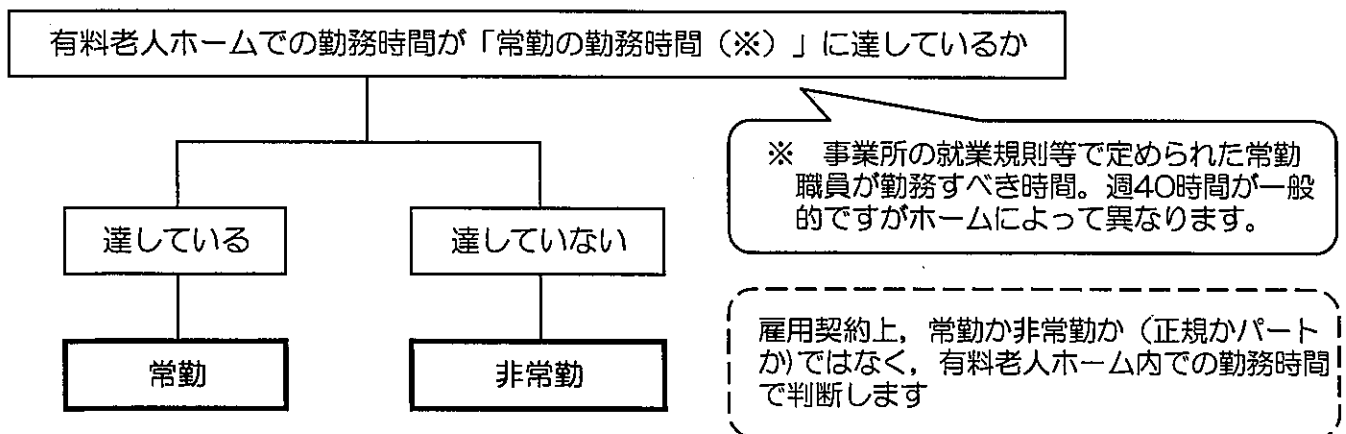 有料老人ホームでの勤務時間が「常勤の勤務時間（※）」に達しているか
※　事業所の就業規則等で定められた常勤
職員が勤務すべき時間。週40時間が一般
的ですがホームによって異なります。
達している
達していない
雇用契約上，常勤か非常勤か（正規かパート
か)ではなく，有料老人ホーム内での勤務時間
で判断します
常勤
非常勤